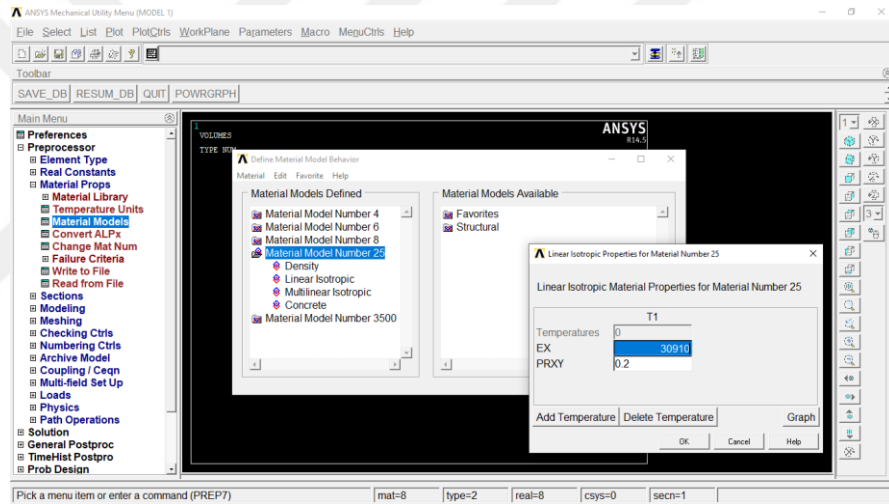 ANSYS Mechanical Utility Menu (MODEL 1)
File Select List Plot PlotCtrls WorkPlane Parameters Macro MenuCtrls Help
Toolbar
SAVE_DB RESUM_DB QUIT POWRGRPH
Main Menu
Preferences
Preprocessor
Element Type
Real Constants
Material Props
Material Library
Temperature Units
Material Models
Convert ALPx
Change Mat Num
Failure Criteria
Write to File
Read from File
Sections
Modeling
Meshing
Checking Ctrls
Numbering Ctrls
Archive Model
Coupling / Ceqn
Multi-field Set Up
Loads
Physics
Path Operations
Solution
General Postproc
TimeHist Postpro
Prob Design
1
VOLUMES
TYPE NUM
ANSYS
R14.5
Define Material Model Behavior
Material Edit Favorite Help
Material Models Defined
Material Model Number 4
Material Model Number 6
Material Model Number 8
Material Model Number 25
Density
Linear Isotropic
Multilinear Isotropic
Concrete
Material Model Number 3500
Material Models Available
Favorites
Structural
Linear Isotropic Properties for Material Number 25
Linear Isotropic Material Properties for Material Number 25
T1
Temperatures 0
EX 30910
PRXY 0.2
Add Temperature Delete Temperature Graph
OK Cancel Help
1
3
Pick a menu item or enter a command (PREP7) mat=8 type=2 real=8 csys=0 secn=1